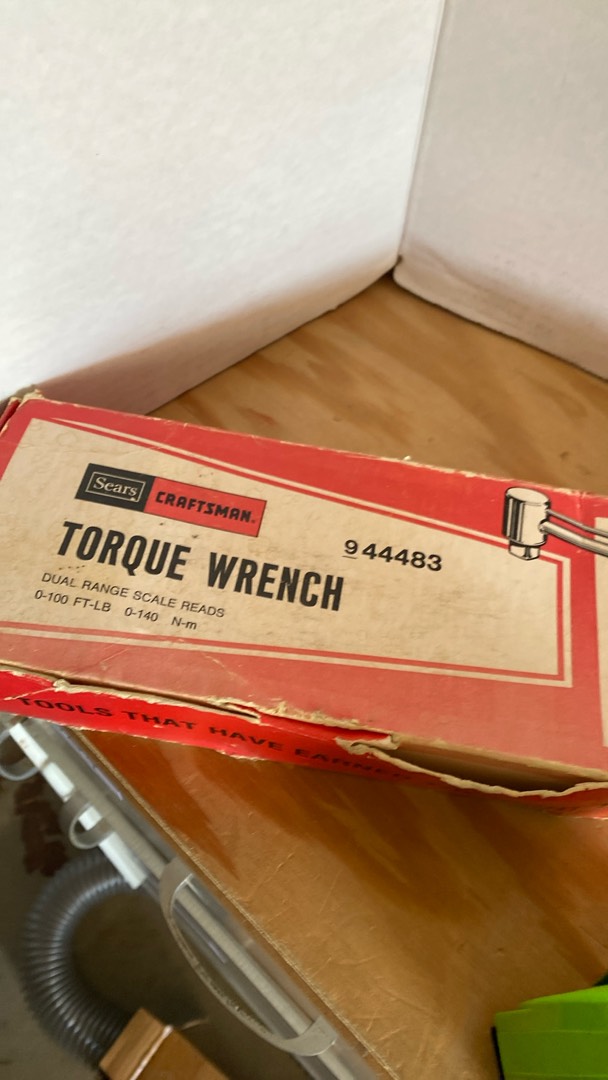 Sears CRAFTSMAN.
TORQUE WRENCH
9 44483
DUAL RANGE SCALE READS
0-100 FT-LB 0-140 N-m
TOOLS THAT HAVE EARNED